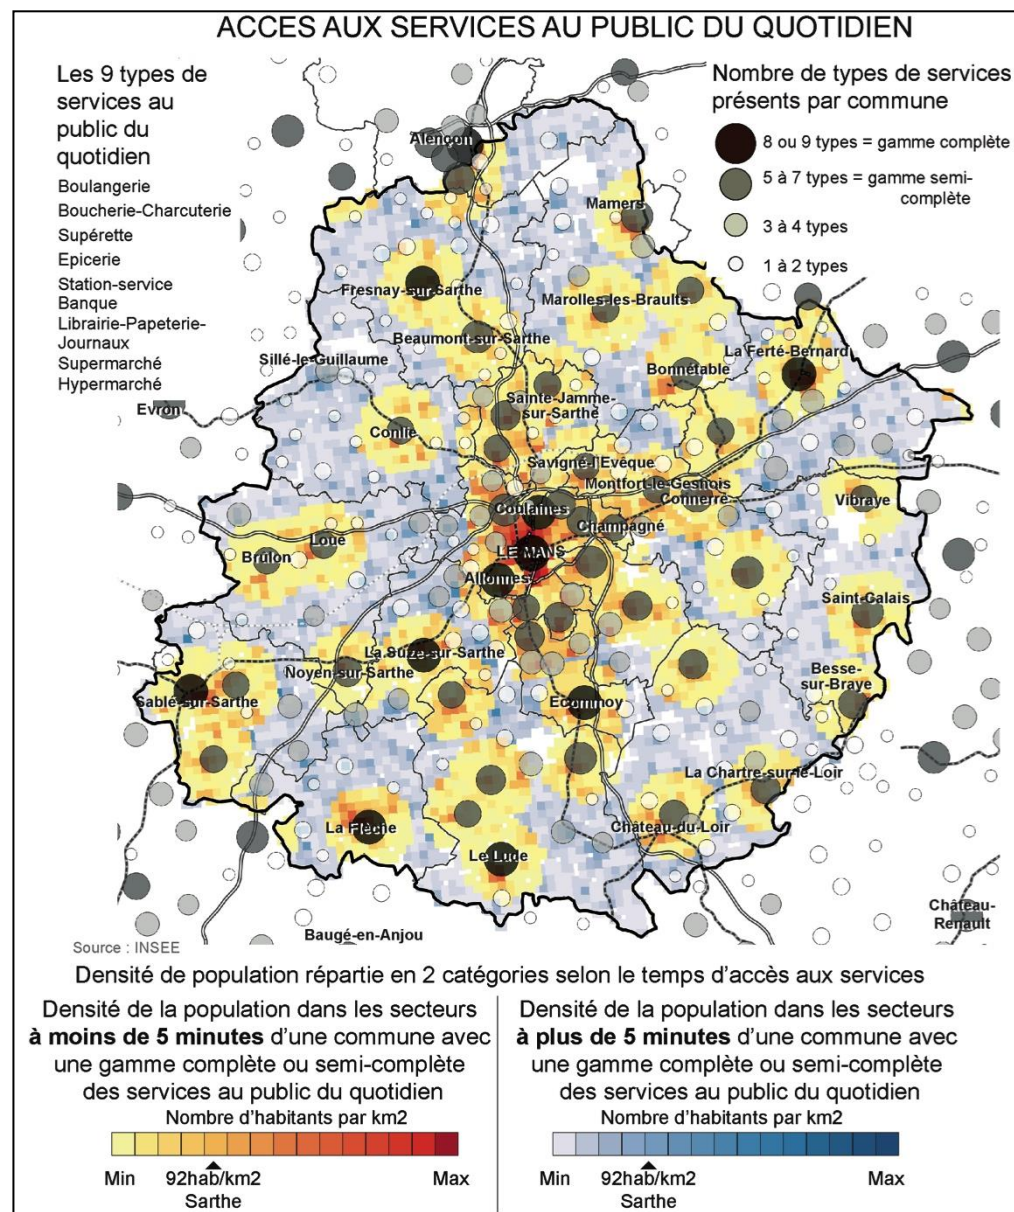 ACCES AUX SERVICES AU PUBLIC DU QUOTIDIEN
Les 9 types de
services au
public du
quotidien
Boulangerie
Boucherie-Charcuterie
Supérette
Epicerie
Station-service
Banque
Librairie-Papeterie-
Journaux
Supermarché
Hypermarché
Nombre de types de services
présents par commune
8 ou 9 types = gamme complète
5 à 7 types = gamme semi-
complète
3 à 4 types
1 à 2 types
Alençon
Mamers
Fresnay-sur-Sarthe
Marolles-les-Braults
Beaumont-sur-Sarthe
La Ferté-Bernard
Sillé-le-Guillaume
Bonnétable
Evron
Sainte-Jamme-
sur-Sarthe
Conlie
Savigné-l'Evêque
Montfort-le-Gesnois
Connerré
Vibraye
Coulaines
Champagné
Loué
Brûlon
LE MANS
Allonnes
Saint-Calais
La Suze-sur-Sarthe
Noyen-sur-Sarthe
Besse-
sur-Braye
Sablé-sur-Sarthe
Ecommoy
La Chartre-sur-le-Loir
La Flèche
Château-du-Loir
Le Lude
Château-
Renault
Baugé-en-Anjou
Source : INSEE
Densité de population répartie en 2 catégories selon le temps d'accès aux services
Densité de la population dans les secteurs
à moins de 5 minutes d'une commune avec
une gamme complète ou semi-complète
des services au public du quotidien
Nombre d'habitants par km2
Min
92hab/km2
Sarthe
Max
Densité de la population dans les secteurs
à plus de 5 minutes d'une commune avec
une gamme complète ou semi-complète
des services au public du quotidien
Nombre d'habitants par km2
Min
92hab/km2
Sarthe
Max